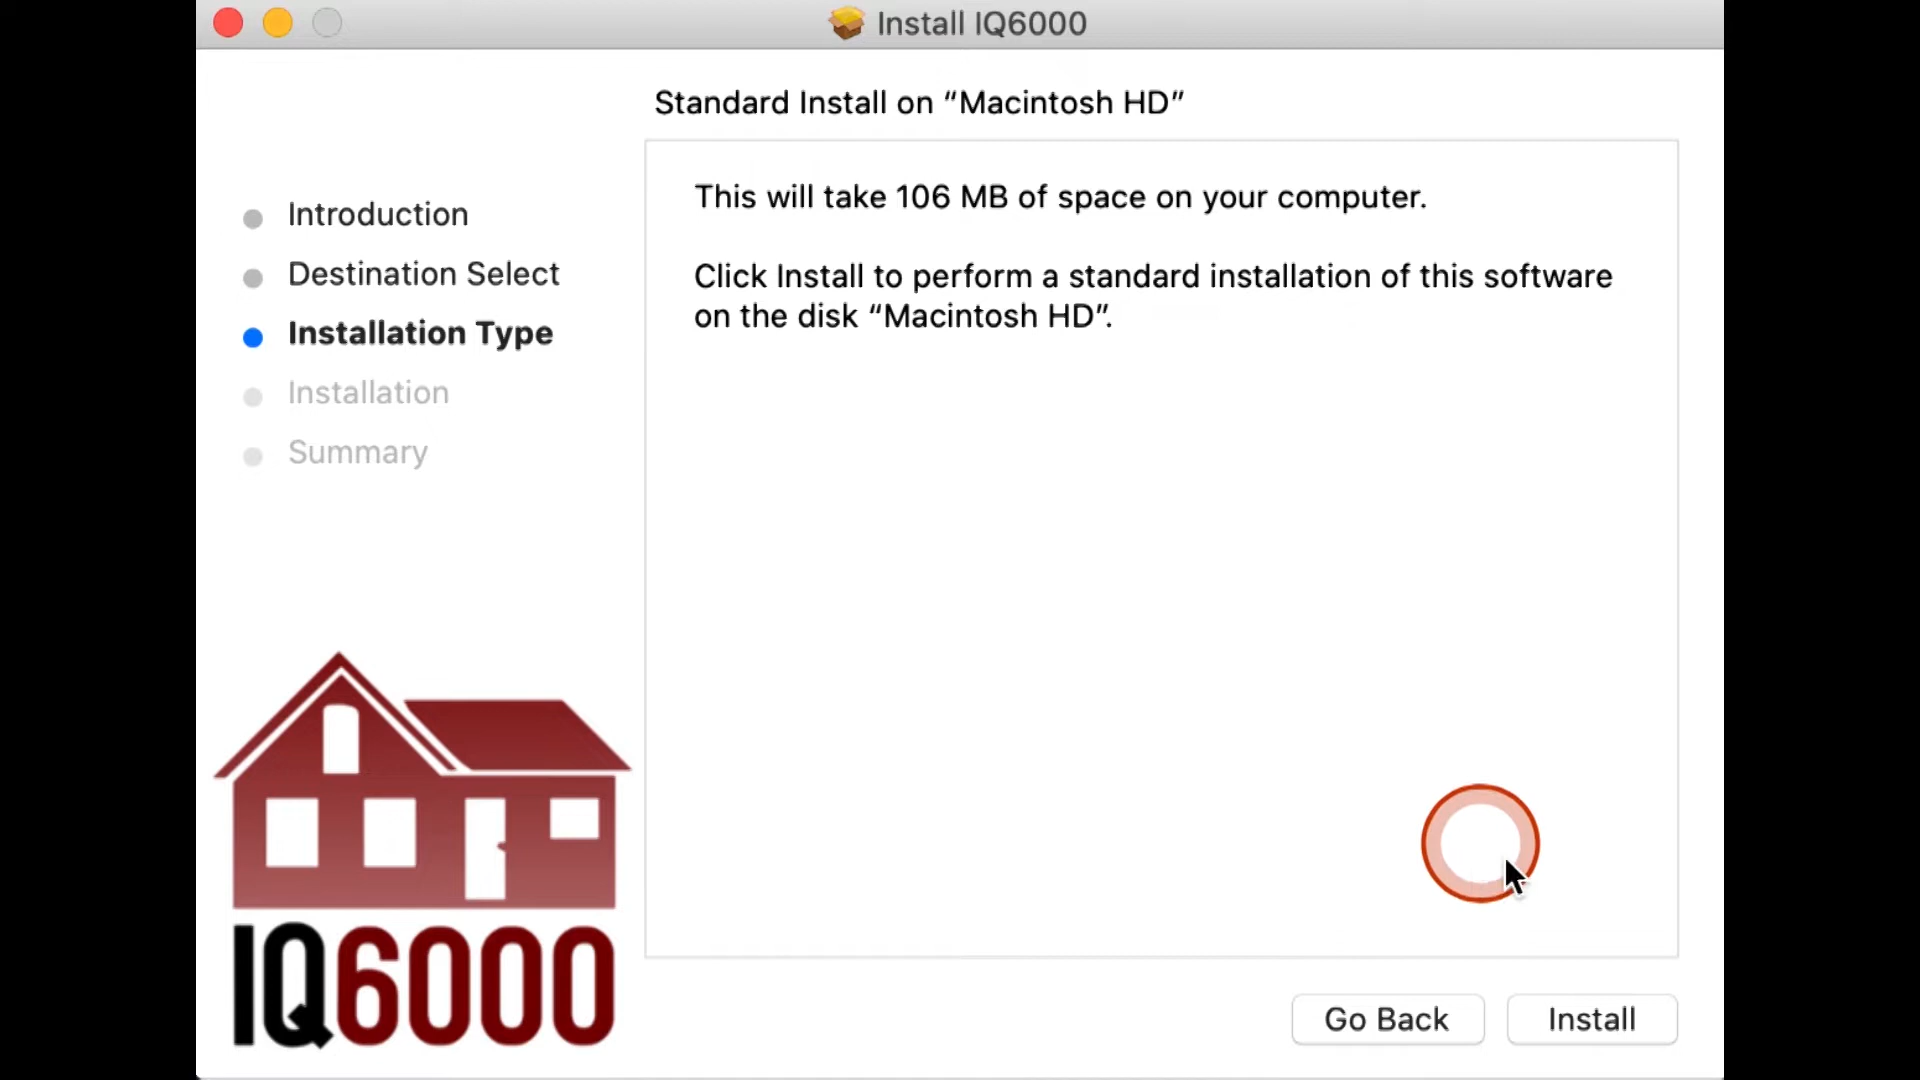 Install IQ6000
Standard Install on “Macintosh HD”
Introduction
Destination Select
Installation Type
Installation
Summary
This will take 106 MB of space on your computer.
Click Install to perform a standard installation of this software
on the disk “Macintosh HD”.
IQ6000
Go Back
Install